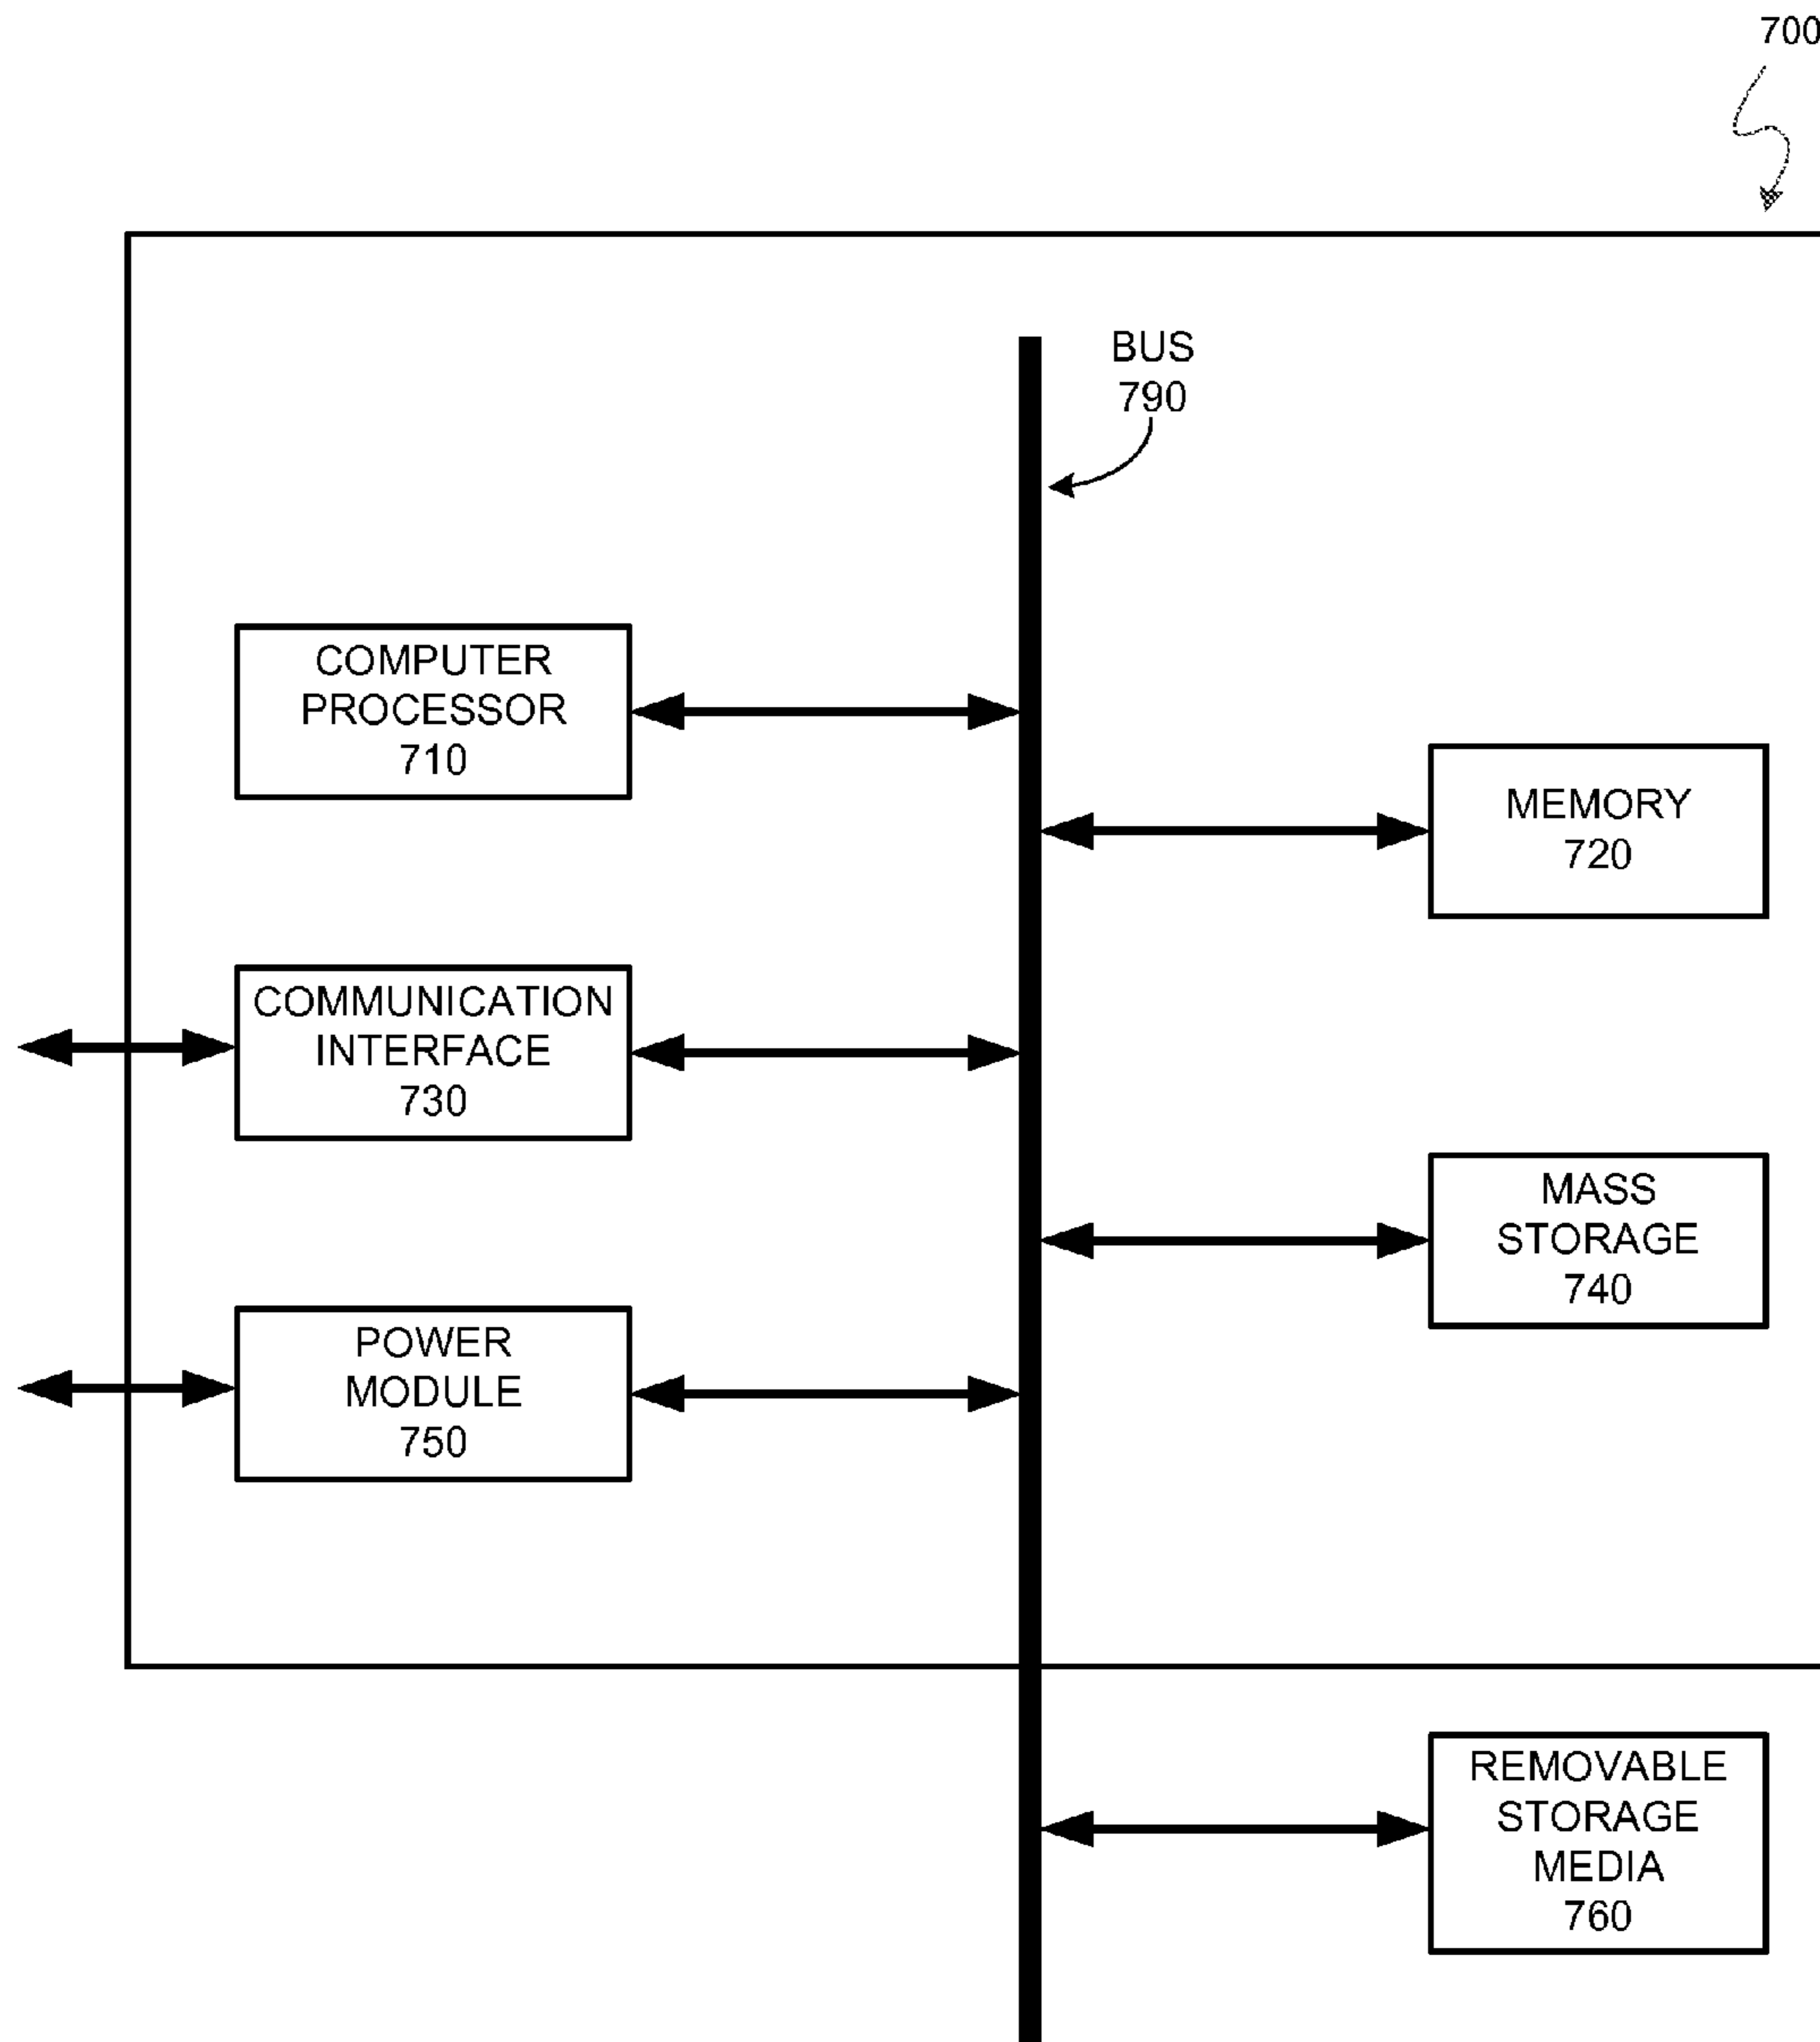 700
BUS
790
COMPUTER
PROCESSOR
710
MEMORY
720
COMMUNICATION
INTERFACE
730
MASS
STORAGE
740
POWER
MODULE
750
REMOVABLE
STORAGE
MEDIA
760